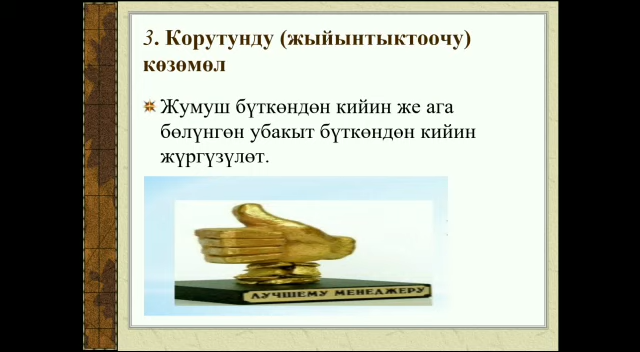 3. Корутунду (жыйынтыктоочу)
көзөмөл
Жумуш бүткөндөн кийин же ага
бөлүнгөн убакыт бүткөндөн кийин
жүргүзүлөт.
ЛУЧШЕМУ МЕНЕДЖЕРУ